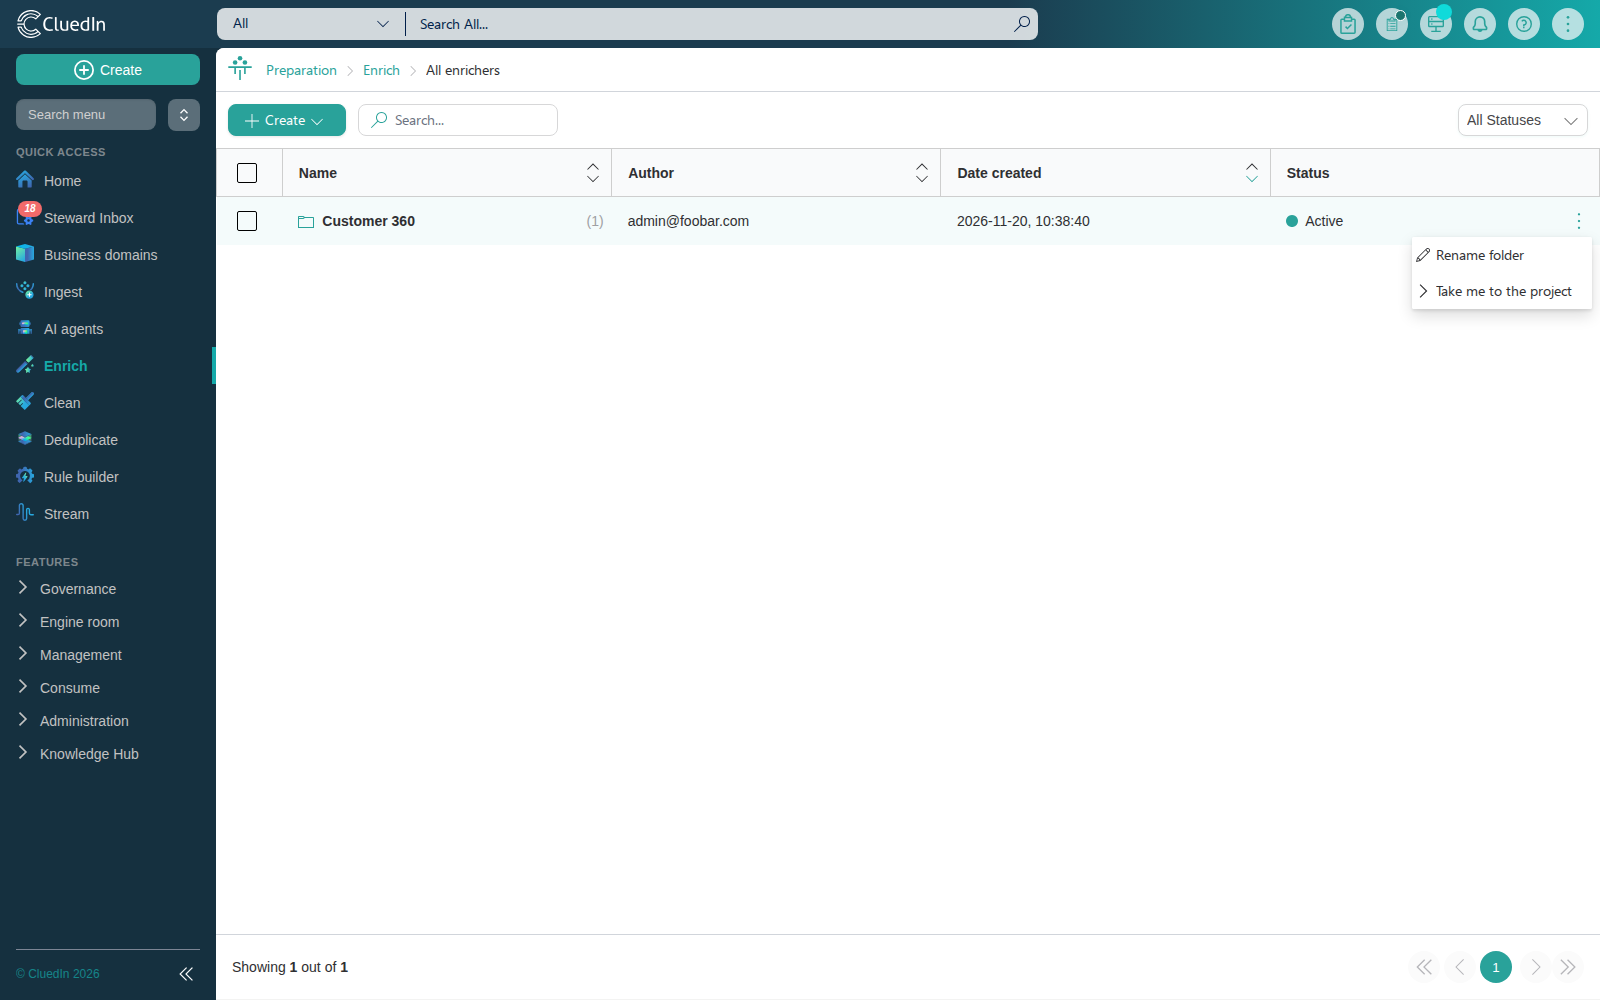 CluedIn
All
Search All...
Create
Search menu
QUICK ACCESS
Home
18
Steward Inbox
Business domains
Ingest
AI agents
Enrich
Clean
Deduplicate
Rule builder
Stream
FEATURES
Governance
Engine room
Management
Consume
Administration
Knowledge Hub
© CluedIn 2026
Preparation Enrich All enrichers
Create
Search...
All Statuses
Name Author Date created Status
Customer 360 (1) admin@foobar.com 2026-11-20, 10:38:40 Active
Rename folder
Take me to the project
Showing 1 out of 1
1